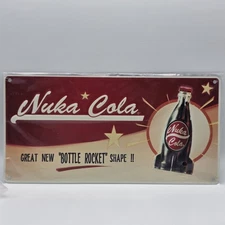 Nuka Cola
Nuka
Cola
GREAT NEW "BOTTLE ROCKET" SHAPE !!